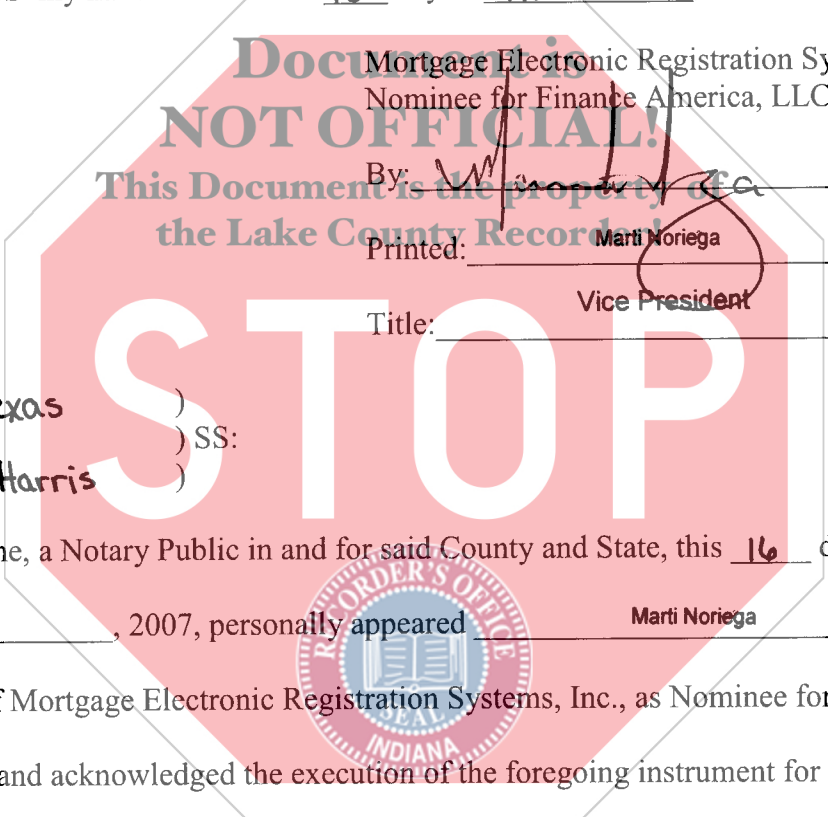 Document is
NOT OFFICIAL!
This Document is the property of
the Lake County Recorder!
STOP
Mortgage Electronic Registration Sy
Nominee for Finance America, LLC
By:
Printed: Marti Noriega
Title: Vice President
exas )
) SS:
Harris )
ne, a Notary Public in and for said County and State, this 16
, 2007, personally appeared Marti Noriega
f Mortgage Electronic Registration Systems, Inc., as Nominee for
and acknowledged the execution of the foregoing instrument for
RECORDER'S OFFICE
SEAL
INDIANA